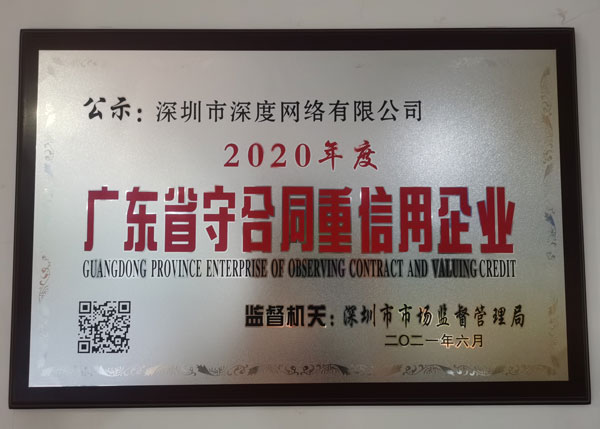 公示：深圳市深度网络有限公司
2020年度
广东省守合同重信用企业
GUANGDONG PROVINCE ENTERPRISE OF OBSERVING CONTRACT AND VALUING CREDIT
监督机关：深圳市市场监督管理局
二〇二一年六月